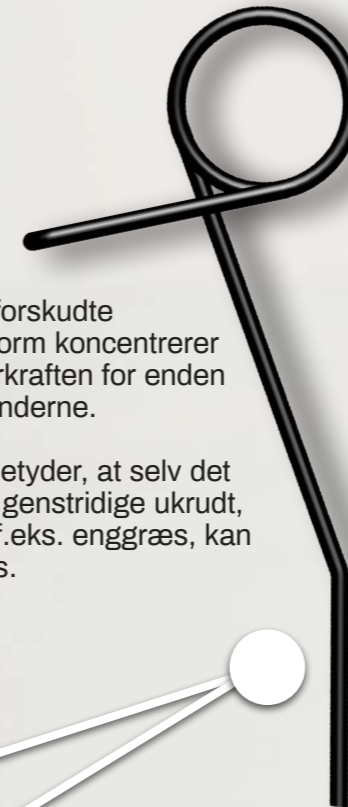 forskudte
orm koncentrerer
rkraften for enden
nderne.
etyder, at selv det
genstridige ukrudt,
f.eks. enggræs, kan
s.